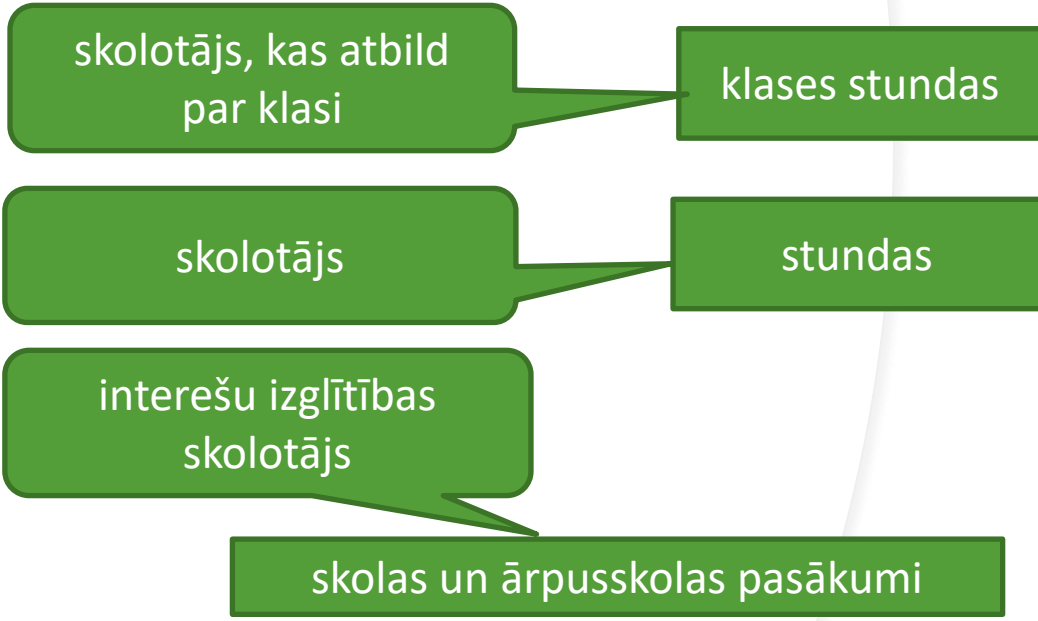 skolotājs, kas atbild
par klasi
klases stundas
skolotājs
stundas
interešu izglītības
skolotājs
skolas un ārpusskolas pasākumi